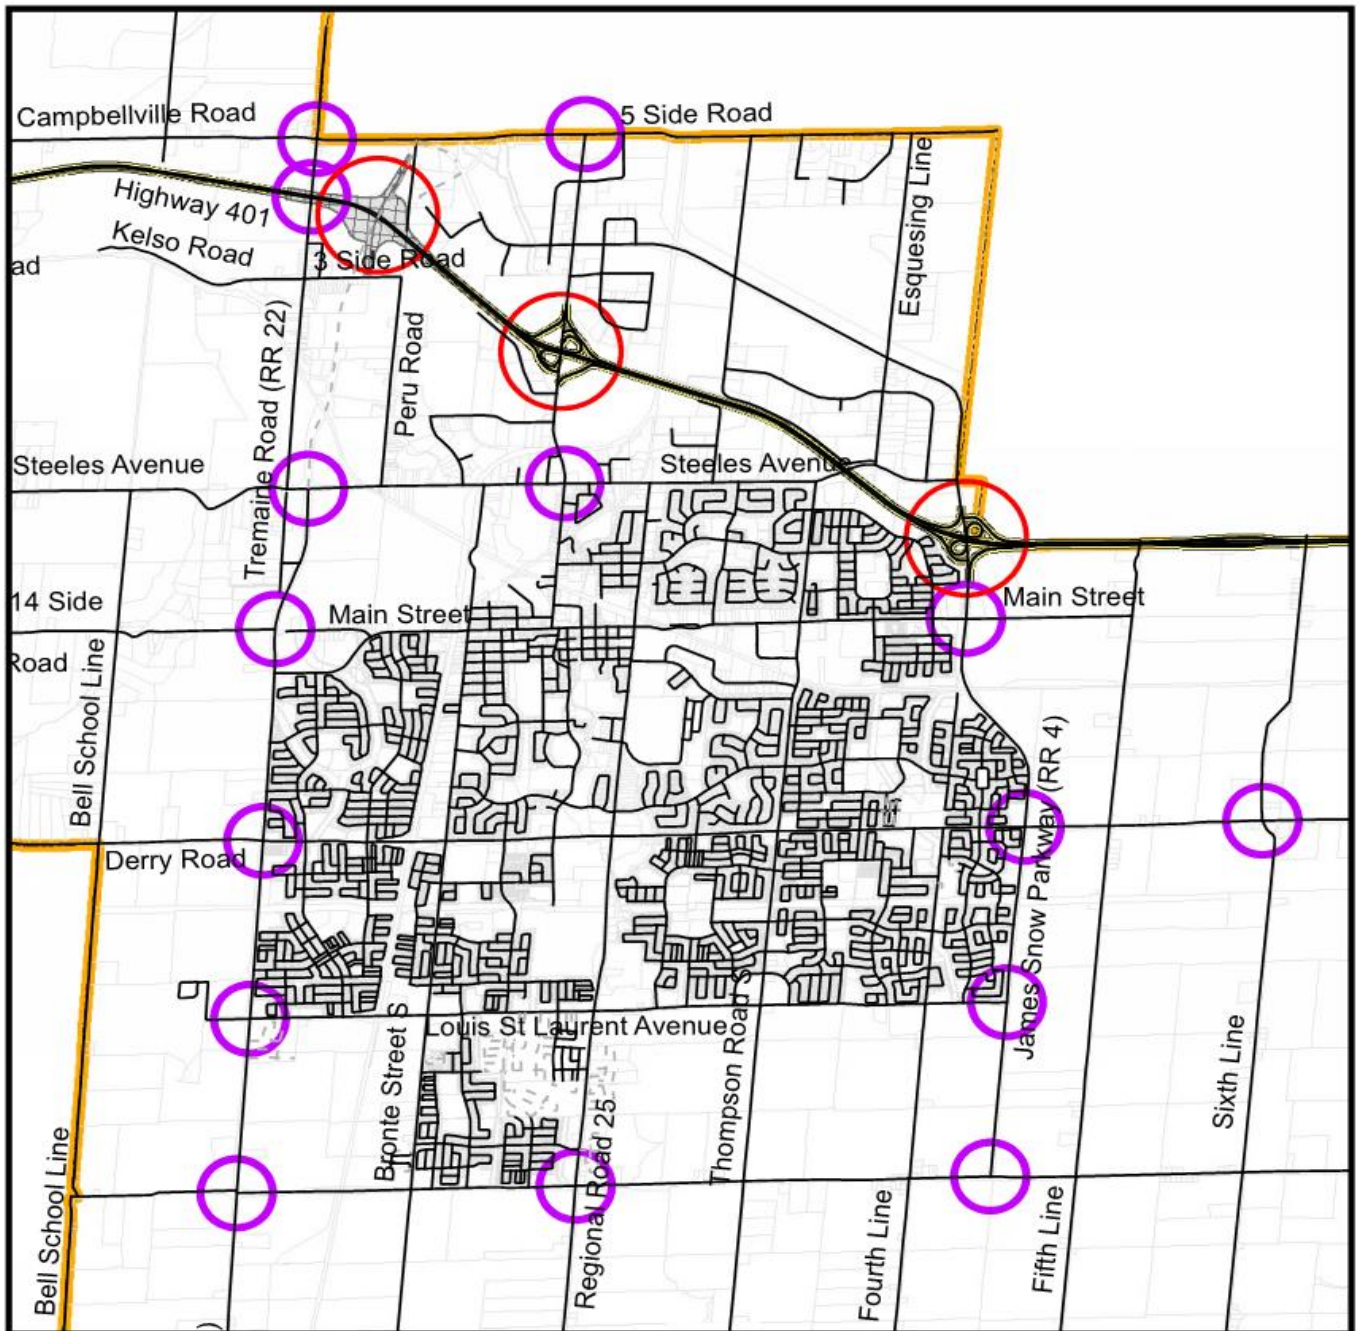 Campbellville Road
5 Side Road
Highway 401
Esquesing Line
Kelso Road
3 Side Road
ad
Tremaine Road (RR 22)
Peru Road
Steeles Avenue
Steeles Avenue
14 Side
Road
Main Street
Main Street
Bell School Line
James Snow Parkway (RR 4)
Derry Road
Louis St Laurent Avenue
Bronte Street S
Thompson Road S
Sixth Line
Regional Road 25
Bell School Line
Fourth Line
Fifth Line
)